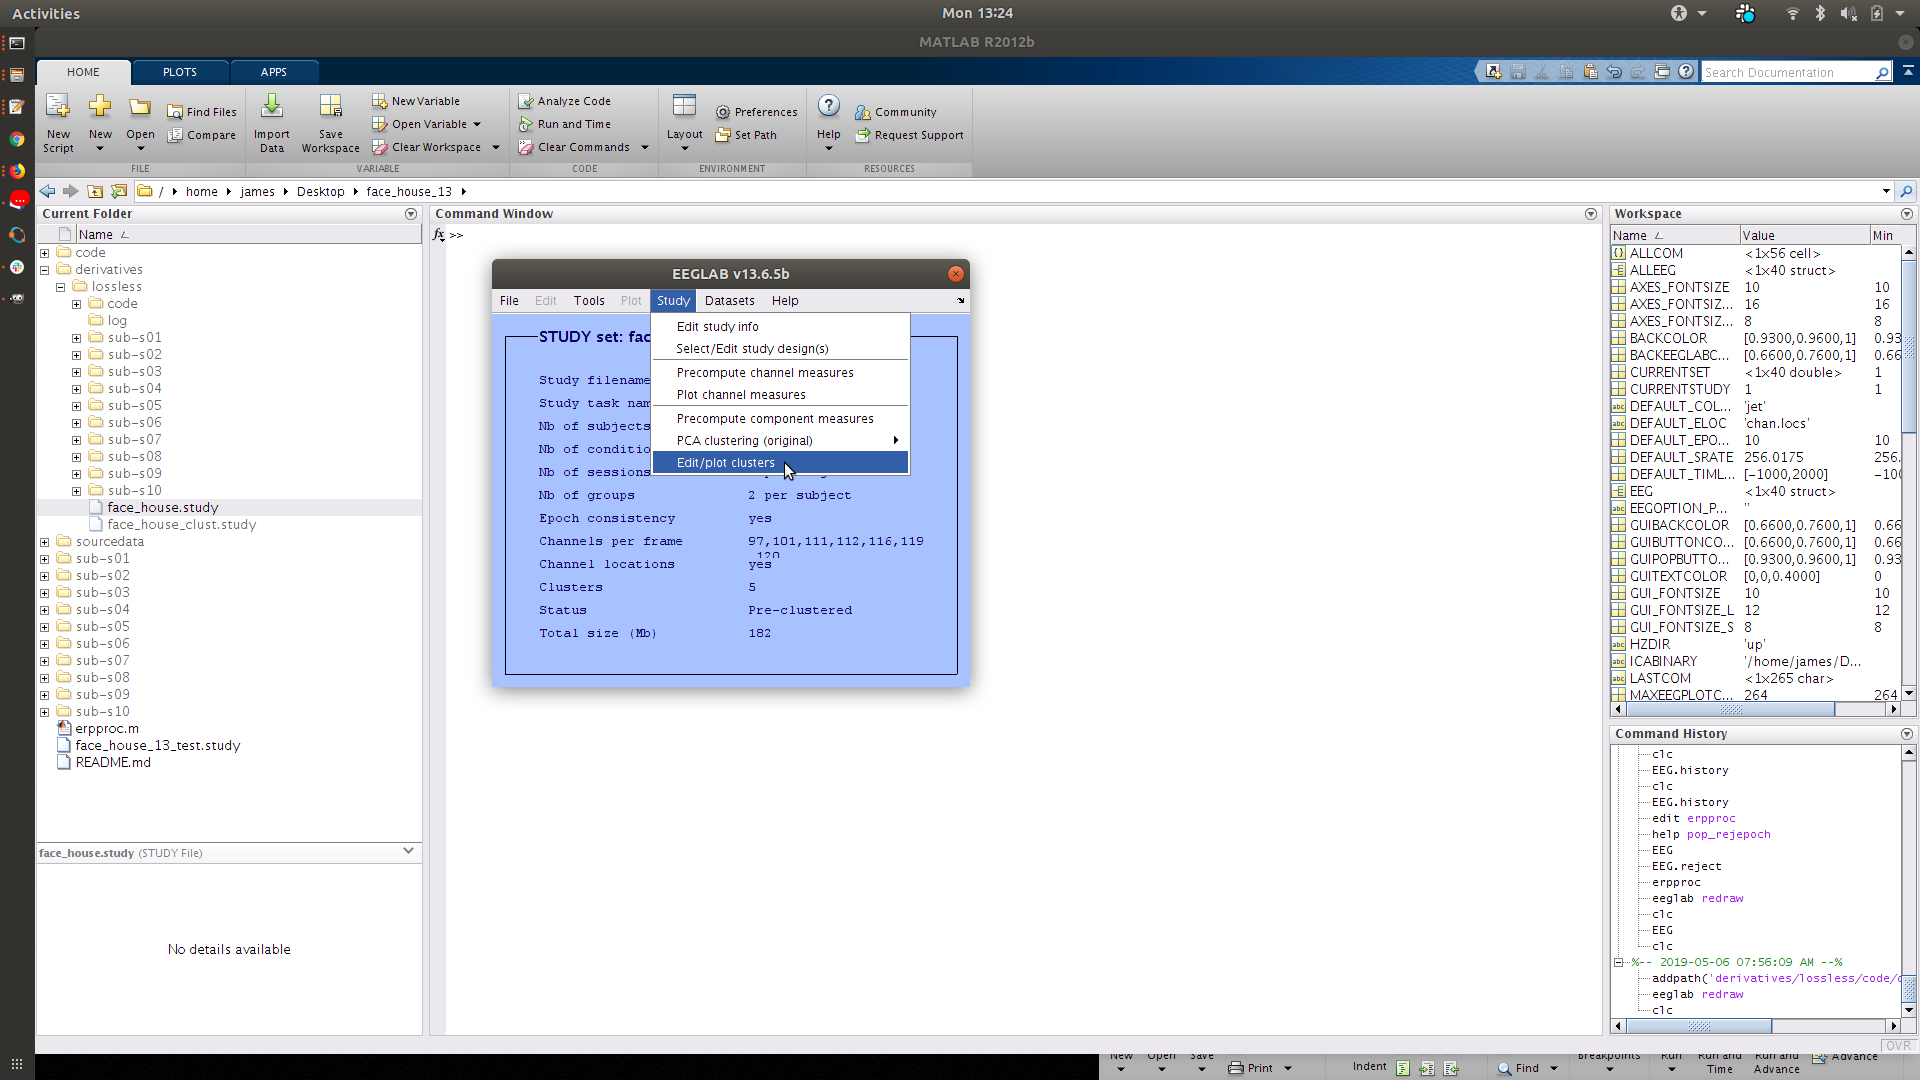 Activities
Mon 13:24
MATLAB R2012b
HOME
PLOTS
APPS
Search Documentation
New Script
New
Open
Find Files
Compare
FILE
Import Data
Save Workspace
New Variable
Open Variable
Clear Workspace
VARIABLE
Analyze Code
Run and Time
Clear Commands
CODE
Layout
Preferences
Set Path
ENVIRONMENT
Help
Community
Request Support
RESOURCES
/ home james Desktop face_house_13
Current Folder
Name
code
derivatives
lossless
code
log
sub-s01
sub-s02
sub-s03
sub-s04
sub-s05
sub-s06
sub-s07
sub-s08
sub-s09
sub-s10
face_house.study
face_house_clust.study
sourcedata
sub-s01
sub-s02
sub-s03
sub-s04
sub-s05
sub-s06
sub-s07
sub-s08
sub-s09
sub-s10
erpproc.m
face_house_13_test.study
README.md
face_house.study (STUDY File)
No details available
Command Window
fx >>
EEGLAB v13.6.5b
File Edit Tools Plot Study Datasets Help
Edit study info
Select/Edit study design(s)
Precompute channel measures
Plot channel measures
Precompute component measures
PCA clustering (original)
Edit/plot clusters
STUDY set: fac
Study filename
Study task nam
Nb of subjects
Nb of conditio
Nb of sessions
Nb of groups 2 per subject
Epoch consistency yes
Channels per frame 97,101,111,112,116,119
,120
Channel locations yes
Clusters 5
Status Pre-clustered
Total size (Mb) 182
Workspace
Name Value Min
ALLCOM <1x56 cell>
ALLEEG <1x40 struct>
AXES_FONTSIZE 10 10
AXES_FONTSIZ... 16 16
AXES_FONTSIZ... 8 8
BACKCOLOR [0.9300,0.9600,1] 0.93
BACKEEGLABC... [0.6600,0.7600,1] 0.66
CURRENTSET <1x40 double> 1
CURRENTSTUDY 1 1
DEFAULT_COL... 'jet'
DEFAULT_ELOC 'chan.locs'
DEFAULT_EPO... 10 10
DEFAULT_SRATE 256.0175 256.
DEFAULT_TIML... [-1000,2000] -100
EEG <1x40 struct>
EEGOPTION_P... ''
GUIBACKCOLOR [0.6600,0.7600,1] 0.66
GUIBUTTONCO... [0.6600,0.7600,1] 0.66
GUIPOPBUTTO... [0.9300,0.9600,1] 0.93
GUITEXTCOLOR [0,0,0.4000] 0
GUI_FONTSIZE 10 10
GUI_FONTSIZE_L 12 12
GUI_FONTSIZE_S 8 8
HZDIR 'up'
ICABINARY '/home/james/D...
LASTCOM <1x265 char>
MAXEEGPLOTC... 264 264
Command History
clc
EEG.history
clc
EEG.history
edit erpproc
help pop_rejepoch
EEG
EEG.reject
erpproc
eeglab redraw
clc
EEG
clc
%-- 2019-05-06 07:56:09 AM --%
addpath('derivatives/lossless/code/
eeglab redraw
clc
OVR
New Open Save
Print
Indent
Find
Breakpoints
Run
Run and Time
Run and Advance
Advance